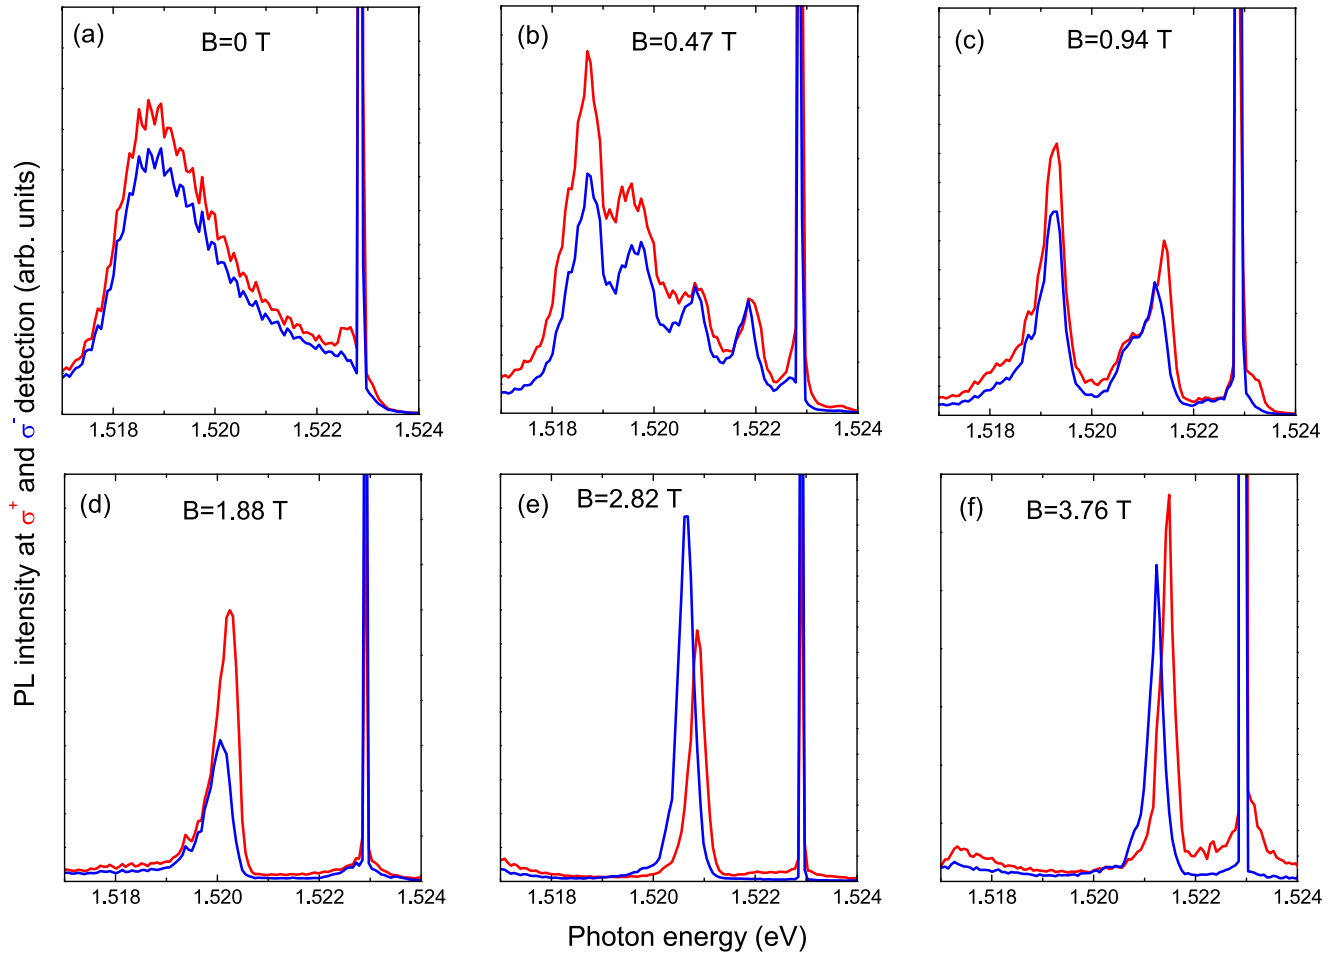 (a)
B=0 T
(b)
B=0.47 T
(c)
B=0.94 T
1.518 1.520 1.522 1.524
1.518 1.520 1.522 1.524
1.518 1.520 1.522 1.524
(d)
B=1.88 T
(e)
B=2.82 T
(f)
B=3.76 T
1.518 1.520 1.522 1.524
1.518 1.520 1.522 1.524
1.518 1.520 1.522 1.524
PL intensity at σ⁺ and σ⁻ detection (arb. units)
Photon energy (eV)